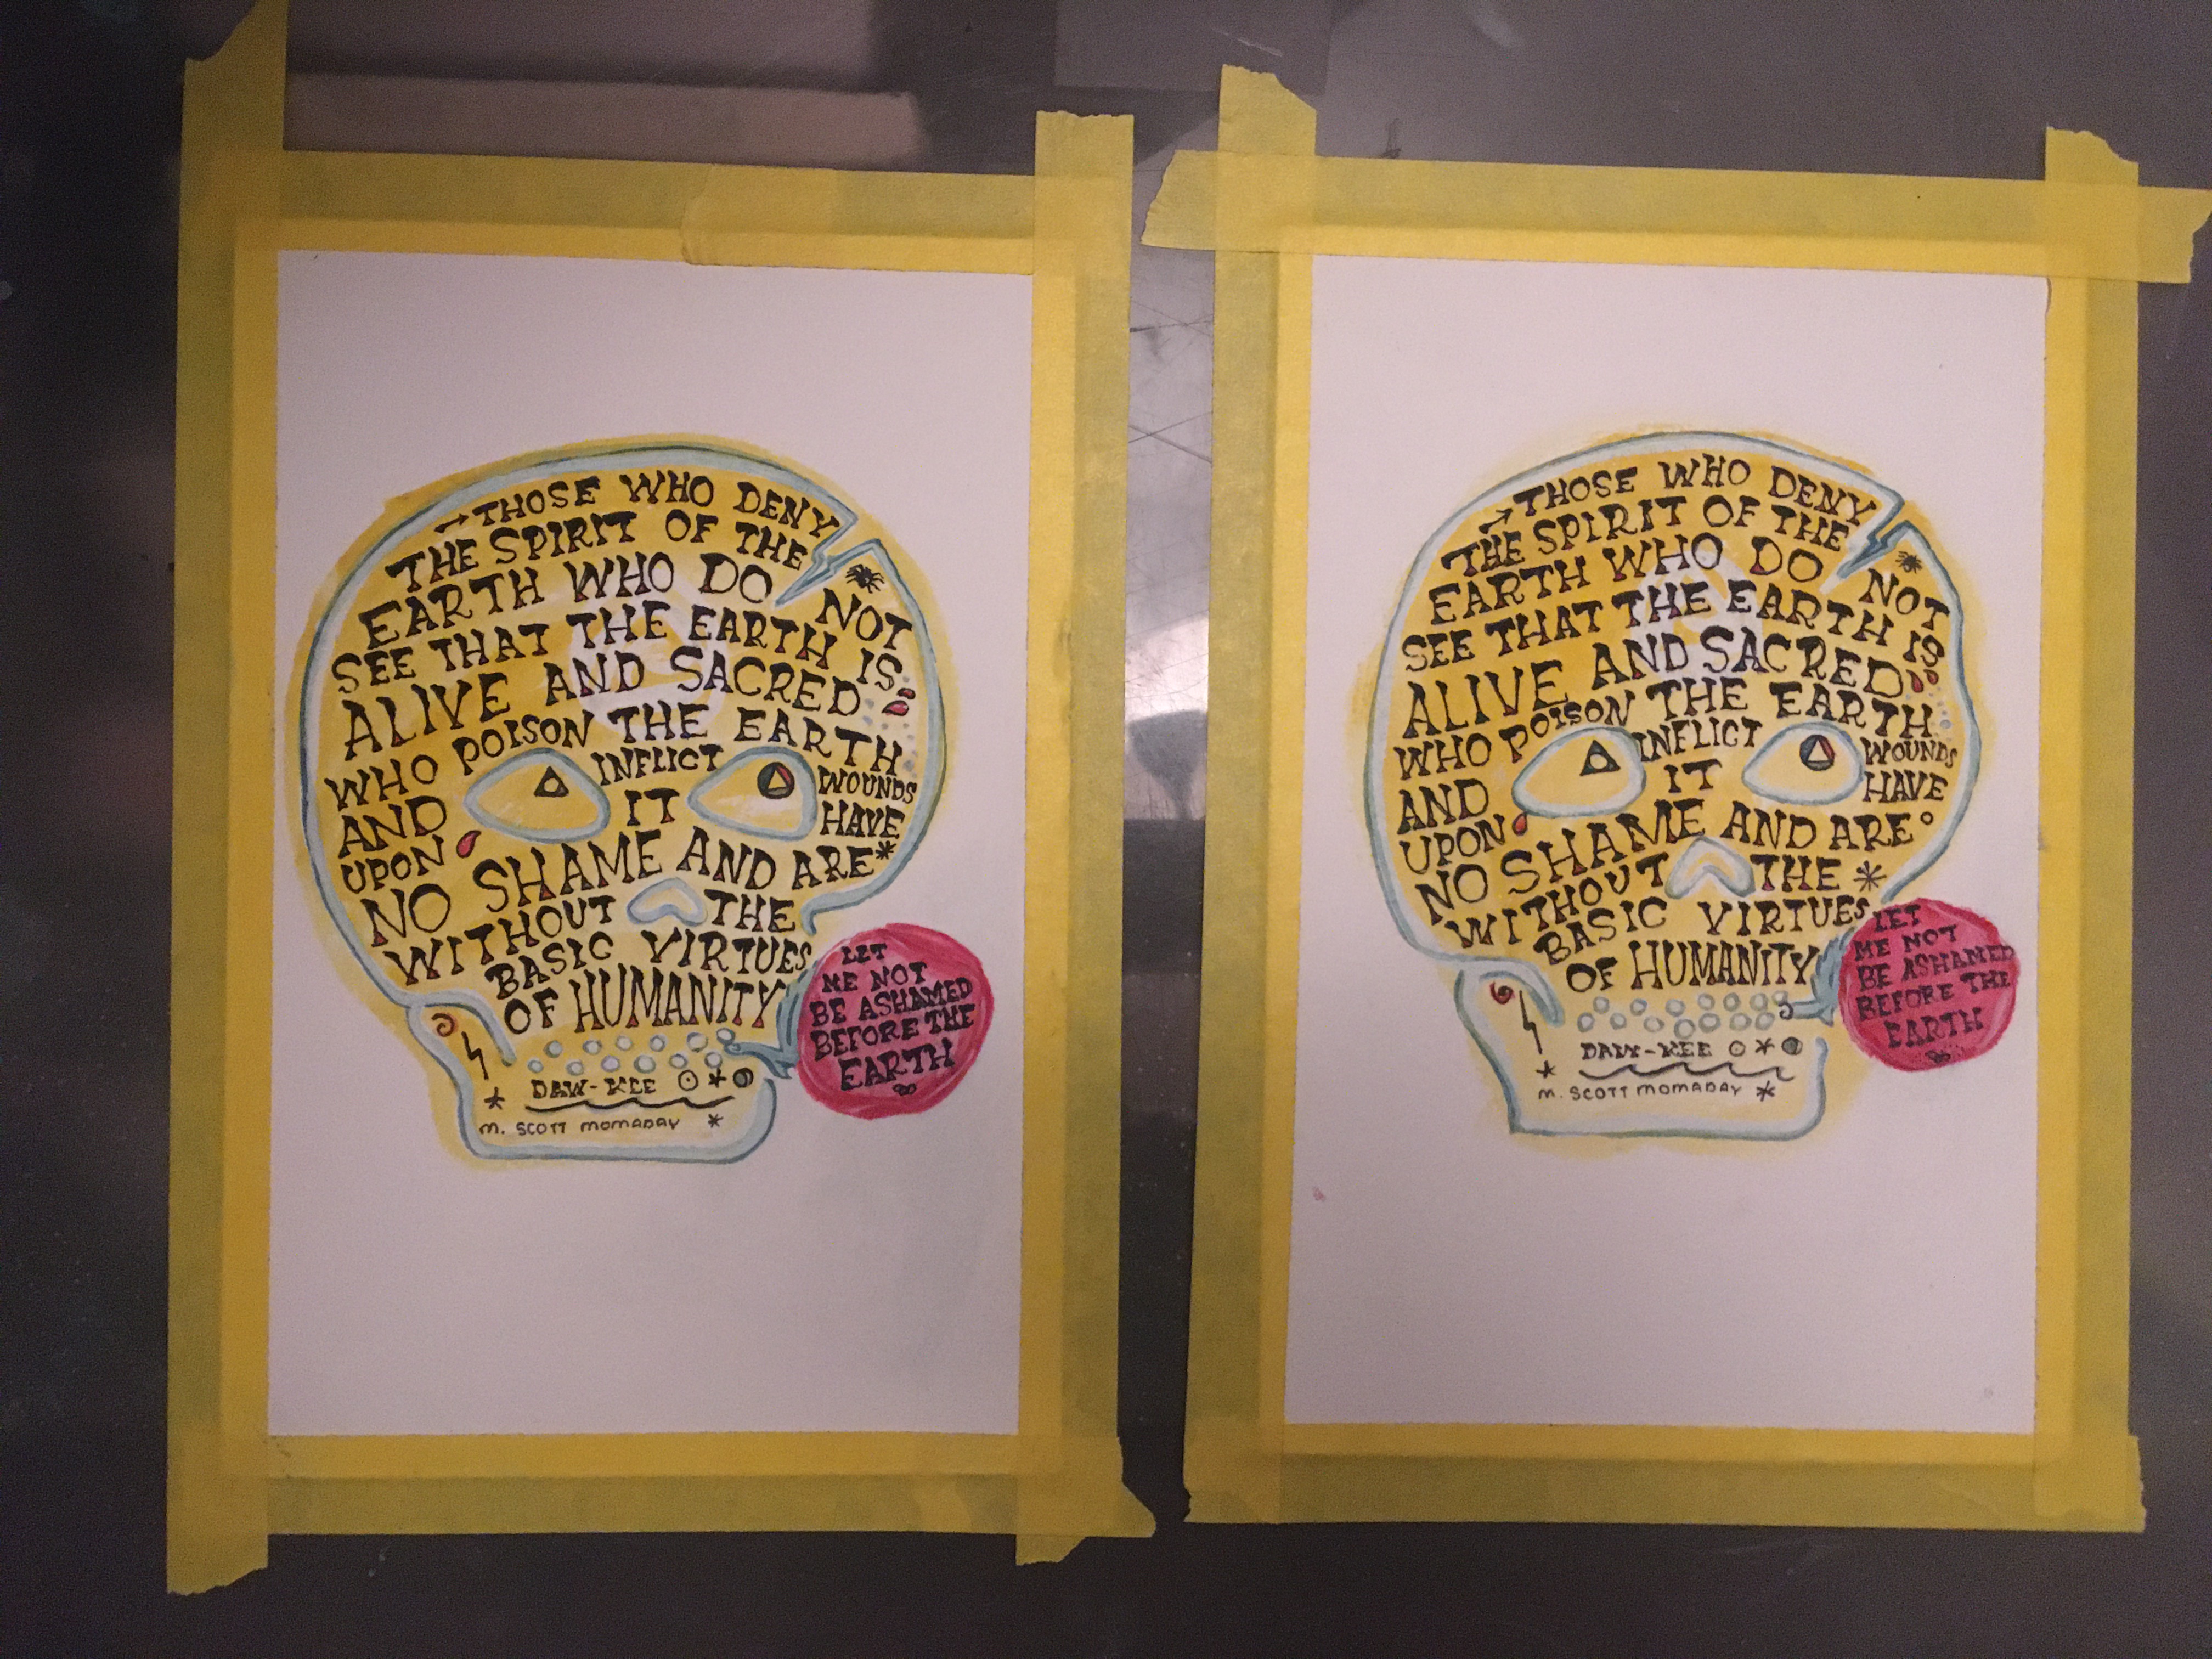 THOSE WHO DENY
THE SPIRIT OF THE
EARTH WHO DO NOT
SEE THAT THE EARTH IS
ALIVE AND SACRED
WHO POISON THE EARTH
AND INFLICT WOUNDS
UPON IT HAVE
NO SHAME AND ARE*
WITHOUT THE
BASIC VIRTUES
OF HUMANITY
LET
ME NOT
BE ASHAMED
BEFORE THE
EARTH
DAW-KEE
M. SCOTT MOMADAY *
THOSE WHO DENY
THE SPIRIT OF THE
EARTH WHO DO NOT
SEE THAT THE EARTH IS
ALIVE AND SACRED
WHO POISON THE EARTH
AND INFLICT WOUNDS
UPON IT HAVE
NO SHAME AND ARE
WITHOUT THE *
BASIC VIRTUES
OF HUMANITY
LET
ME NOT
BE ASHAMED
BEFORE THE
EARTH
DAW-KEE
M. SCOTT MOMADAY *